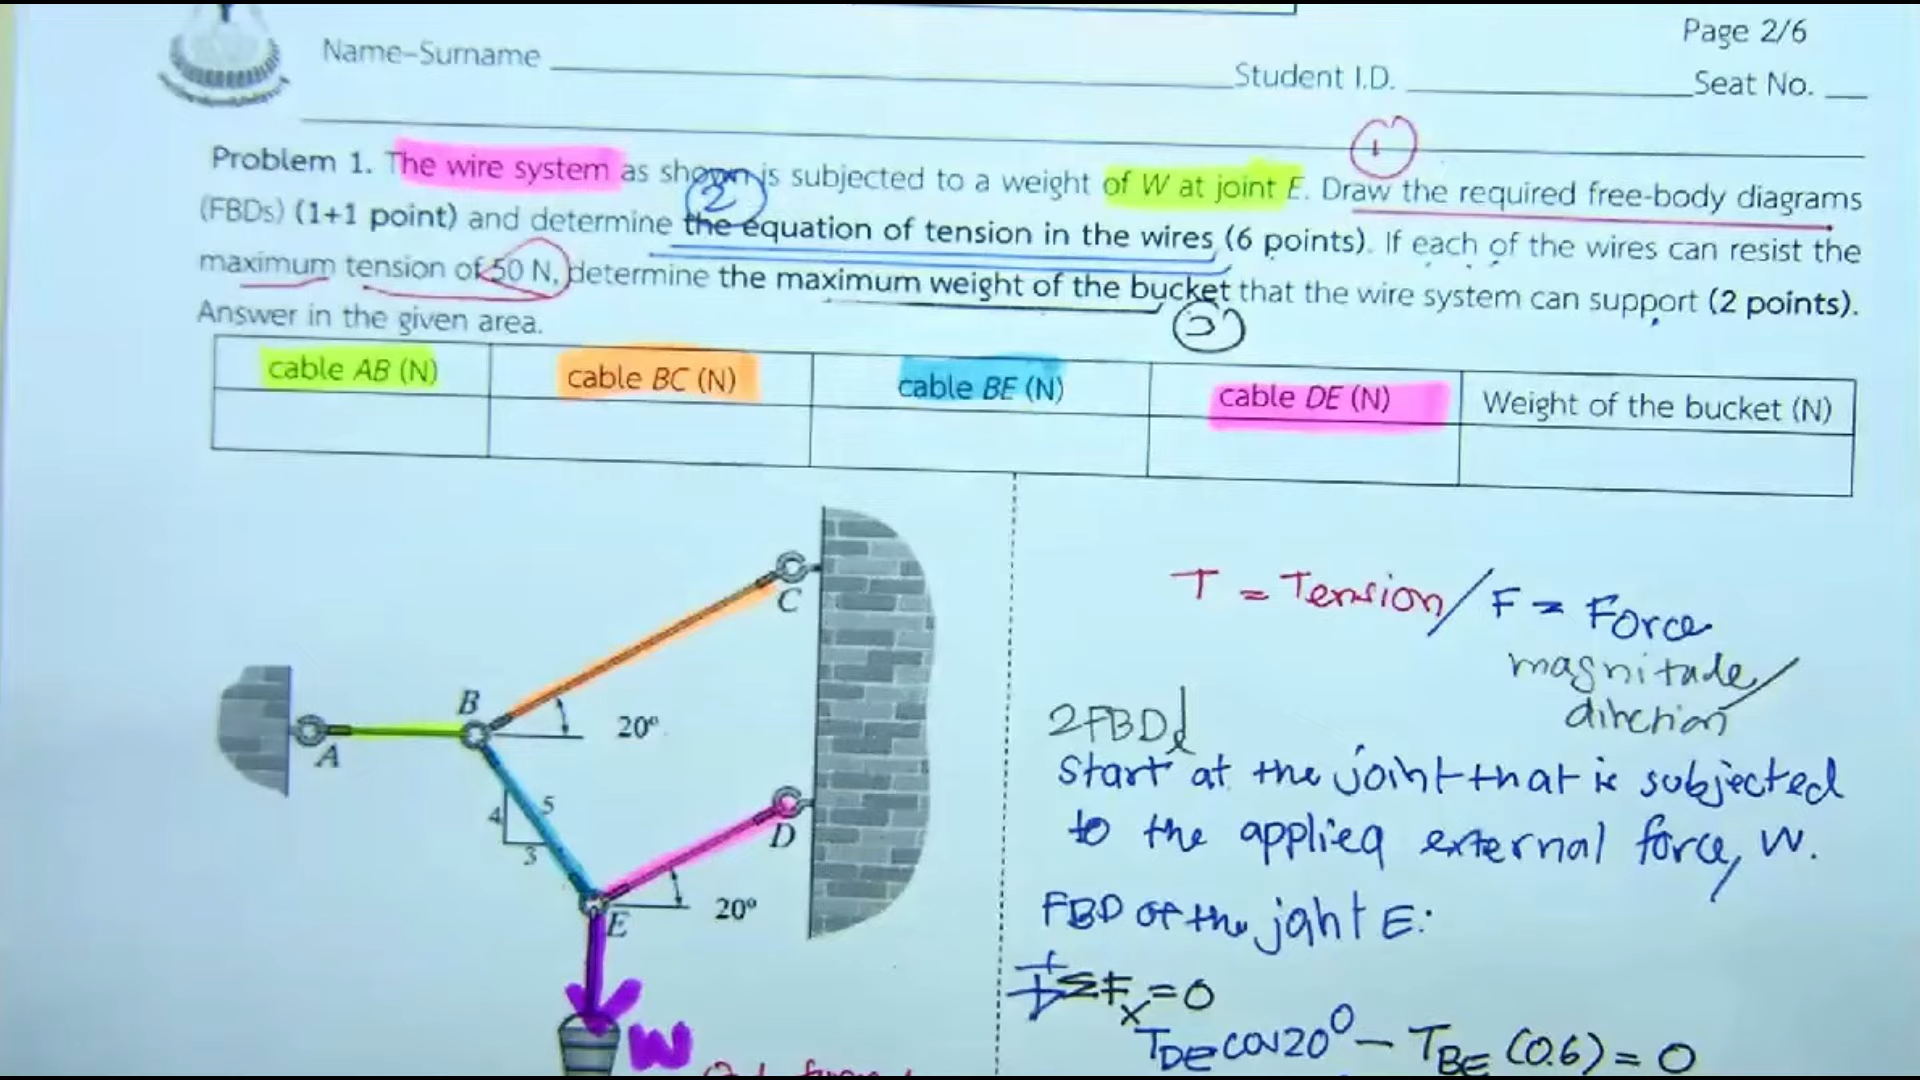 Page 2/6
Name-Surname Student I.D. Seat No.
1
Problem 1. The wire system as shown is subjected to a weight of W at joint E. Draw the required free-body diagrams
2
(FBDs) (1+1 point) and determine the equation of tension in the wires (6 points). If each of the wires can resist the
maximum tension of 50 N, determine the maximum weight of the bucket that the wire system can support (2 points).
3
Answer in the given area.
cable AB (N) cable BC (N) cable BE (N) cable DE (N) Weight of the bucket (N)
C
T = Tension / F = Force
magnitude/
direction
B
20°
A
2FBDs
Start at the joint that is subjected
4 5
3
D
to the applied external force, W.
20°
E
FBD of the joint E:
+ΣFx = 0
W
TDE cos20° - TBE (0.6) = 0